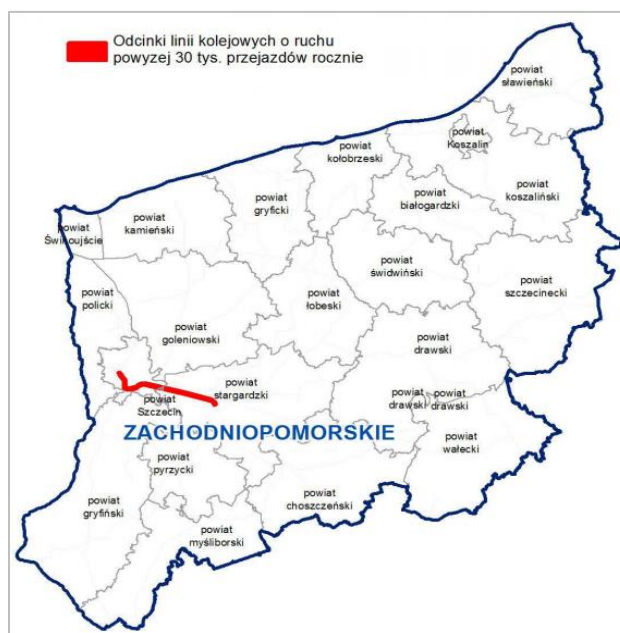 Odcinki linii kolejowych o ruchu
powyzej 30 tys. przejazdów rocznie
powiat
sławieński
powiat
Koszalin
powiat
kołobrzeski
powiat
koszaliński
powiat
białogardzki
powiat
gryficki
powiat
kamieński
powiat
Świnoujście
powiat
świdwiński
powiat
szczecinecki
powiat
policki
powiat
łobeski
powiat
goleniowski
powiat
drawski
powiat
stargardzki
powiat
drawski
powiat
drawski
powiat
Szczecin
ZACHODNIOPOMORSKIE
powiat
wałecki
powiat
pyrzycki
powiat
choszczeński
powiat
gryfiński
powiat
myśliborski